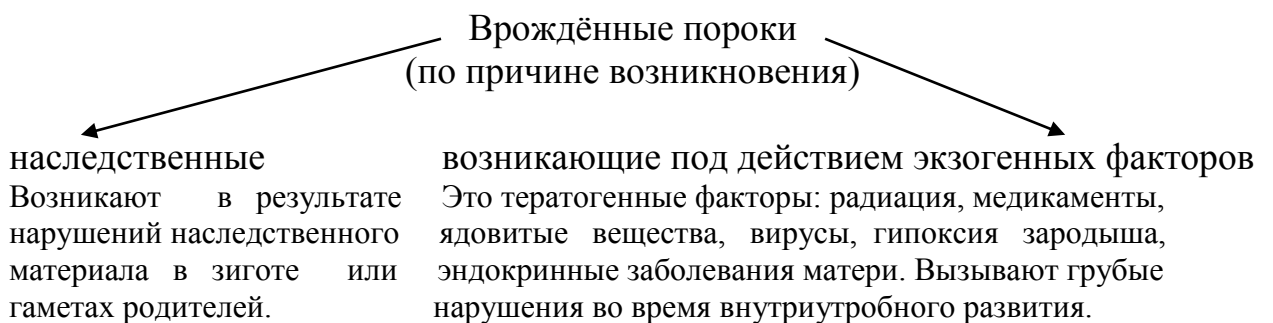 Врождённые пороки
(по причине возникновения)
наследственные
Возникают в результате
нарушений наследственного
материала в зиготе или
гаметах родителей.
возникающие под действием экзогенных факторов
Это тератогенные факторы: радиация, медикаменты,
ядовитые вещества, вирусы, гипоксия зародыша,
эндокринные заболевания матери. Вызывают грубые
нарушения во время внутриутробного развития.